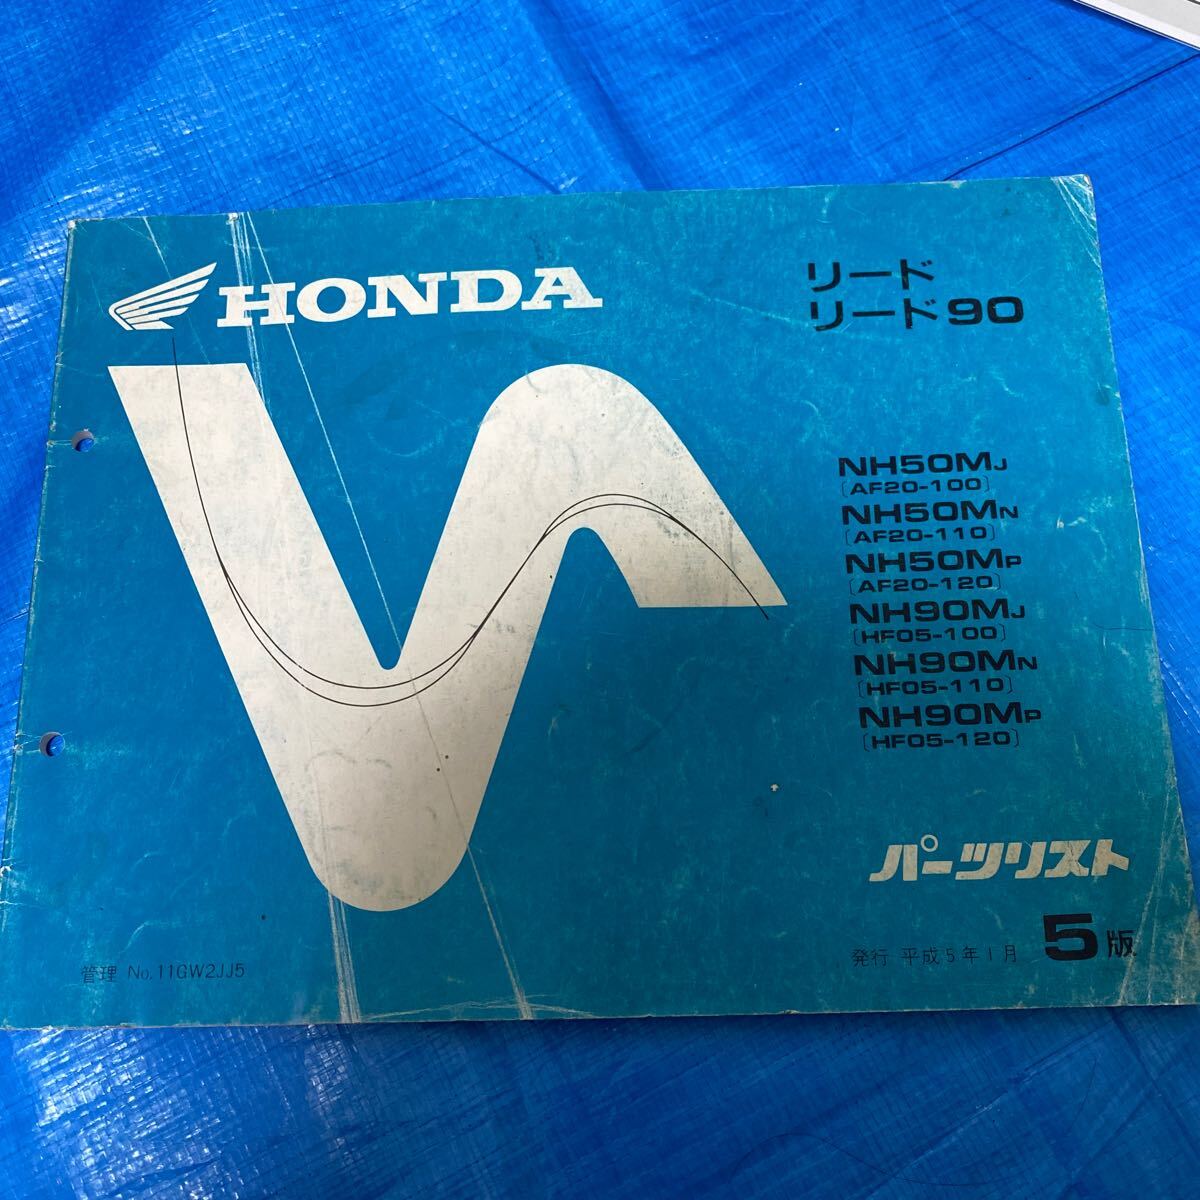 HONDA
リード
リード90
NH50MJ
〔AF20-100〕
NH50MN
〔AF20-110〕
NH50MP
〔AF20-120〕
NH90MJ
〔HF05-100〕
NH90MN
〔HF05-110〕
NH90MP
〔HF05-120〕
パーツリスト
発行 平成5年1月 5版
管理 No.11GW2JJ5